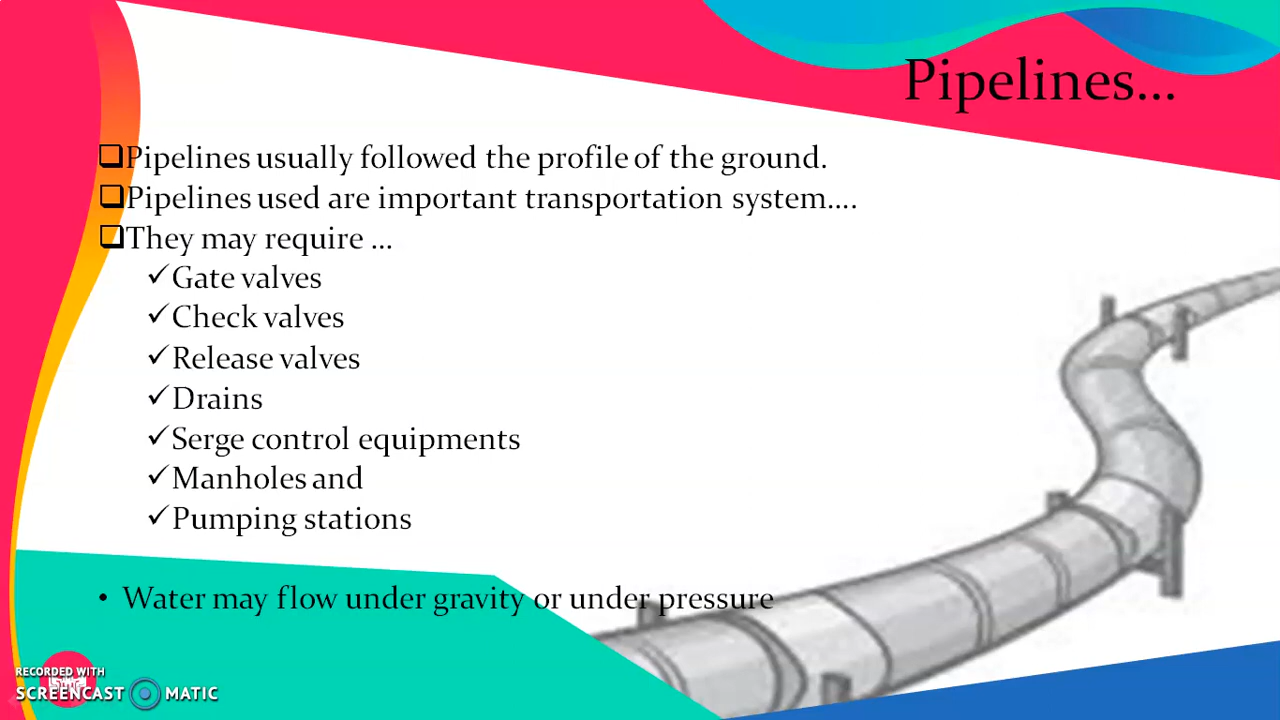 Pipelines...
❑Pipelines usually followed the profile of the ground.
❑Pipelines used are important transportation system....
❑They may require ...
✓Gate valves
✓Check valves
✓Release valves
✓Drains
✓Serge control equipments
✓Manholes and
✓Pumping stations
• Water may flow under gravity or under pressure
RECORDED WITH
SCREENCAST MATIC